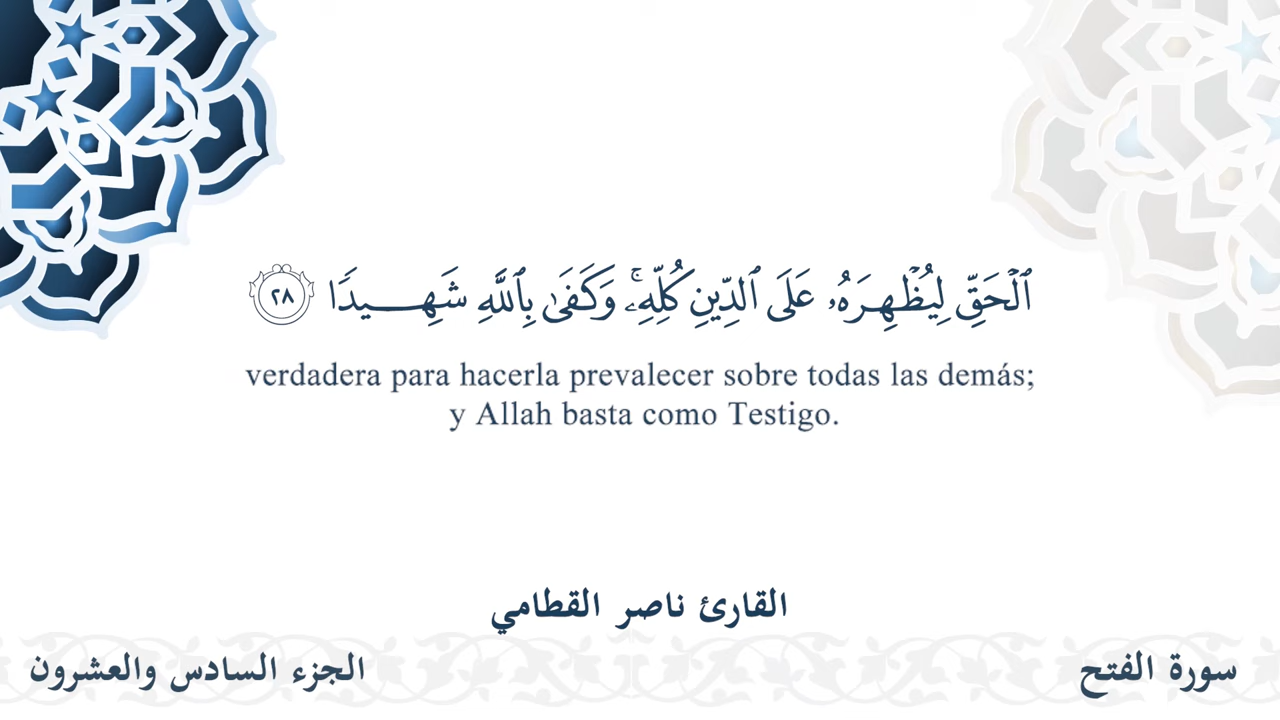 ٱلۡحَقِّ لِيُظۡهِرَهُۥ عَلَى ٱلدِّينِ كُلِّهِۦۚ وَكَفَىٰ بِٱللَّهِ شَهِيدٗا ٢٨
verdadera para hacerla prevalecer sobre todas las demás;
y Allah basta como Testigo.
القارئ ناصر القطامي
سورة الفتح
الجزء السادس والعشرون